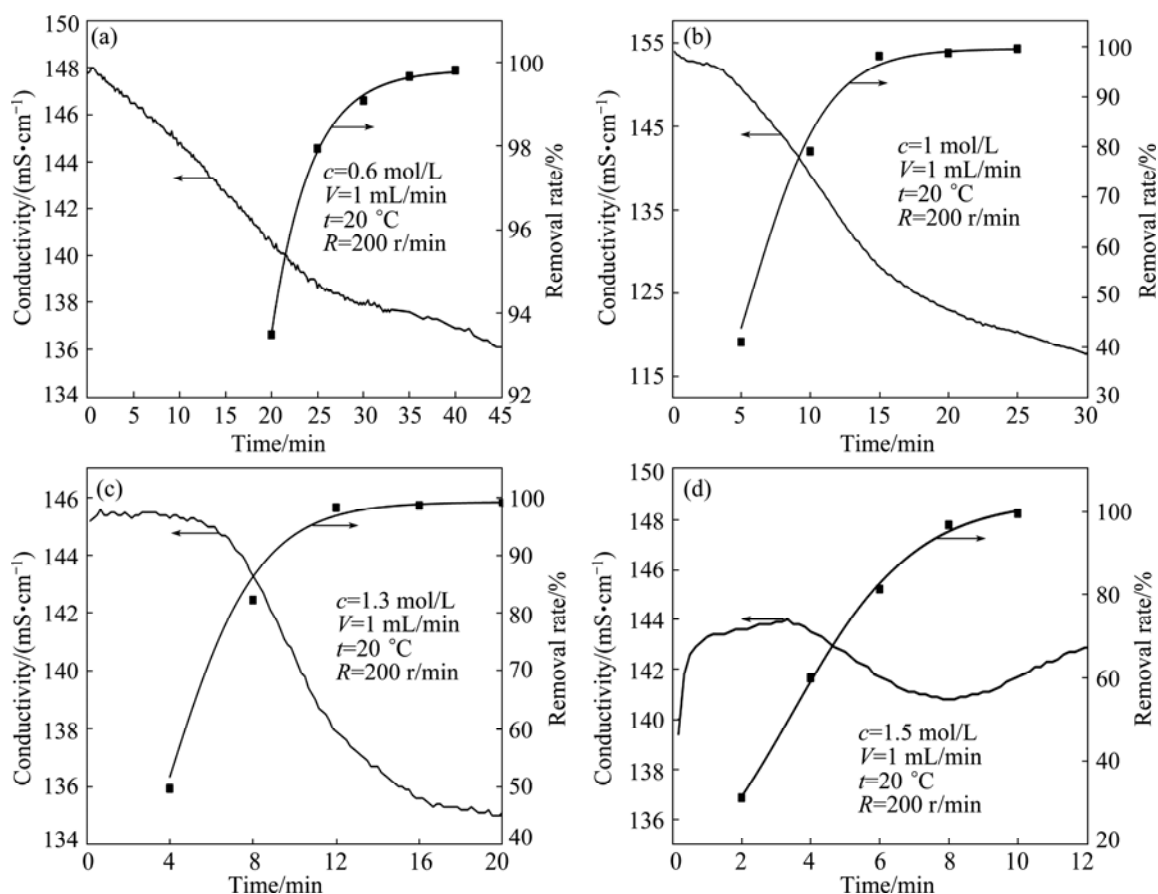 (a)
150
148
146
144
142
140
138
136
134
Conductivity/(mS•cm⁻¹)
0 5 10 15 20 25 30 35 40 45
Time/min
100
98
96
94
92
Removal rate/%
c=0.6 mol/L
V=1 mL/min
t=20 °C
R=200 r/min
(b)
155
154
135
125
115
Conductivity/(mS•cm⁻¹)
0 5 10 15 20 25 30
Time/min
100
90
80
70
60
50
40
30
Removal rate/%
c=1 mol/L
V=1 mL/min
t=20 °C
R=200 r/min
(c)
146
144
142
140
138
136
134
Conductivity/(mS•cm⁻¹)
0 4 8 12 16 20
Time/min
100
90
80
70
60
50
40
Removal rate/%
c=1.3 mol/L
V=1 mL/min
t=20 °C
R=200 r/min
(d)
150
148
146
144
142
140
138
136
Conductivity/(mS•cm⁻¹)
0 2 4 6 8 10 12
Time/min
100
80
60
40
20
Removal rate/%
c=1.5 mol/L
V=1 mL/min
t=20 °C
R=200 r/min